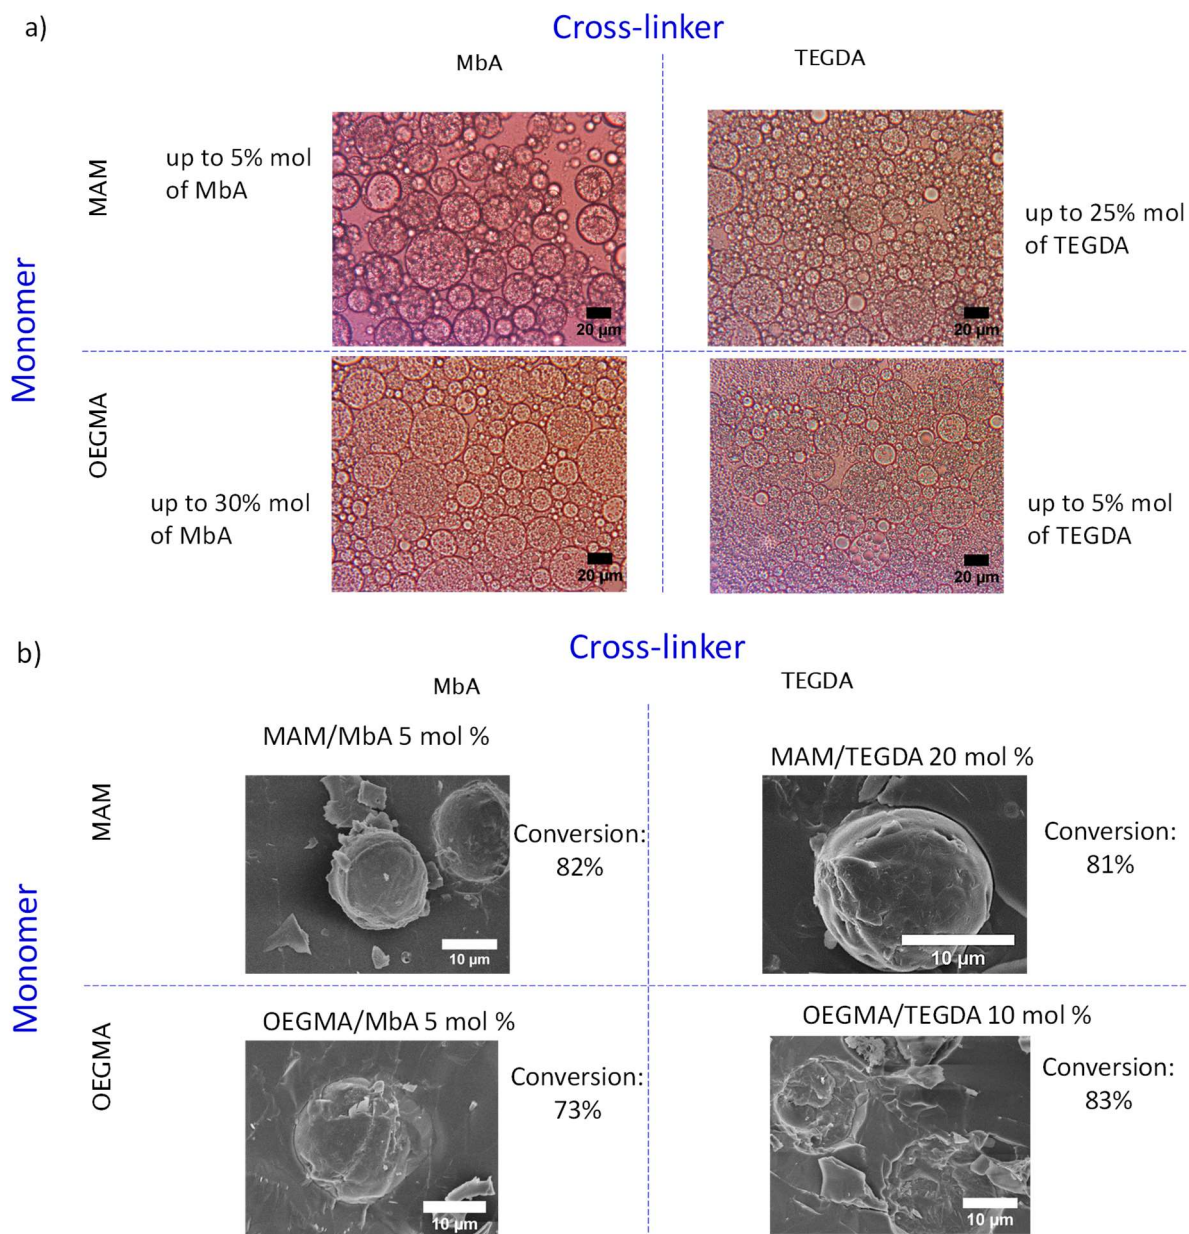 a)
Cross-linker
MbA
TEGDA
Monomer
MAM
up to 5% mol
of MbA
20 µm
20 µm
up to 25% mol
of TEGDA
OEGMA
up to 30% mol
of MbA
20 µm
20 µm
up to 5% mol
of TEGDA
b)
Cross-linker
MbA
TEGDA
Monomer
MAM
MAM/MbA 5 mol %
10 µm
Conversion:
82%
MAM/TEGDA 20 mol %
10 µm
Conversion:
81%
OEGMA
OEGMA/MbA 5 mol %
10 µm
Conversion:
73%
OEGMA/TEGDA 10 mol %
10 µm
Conversion:
83%